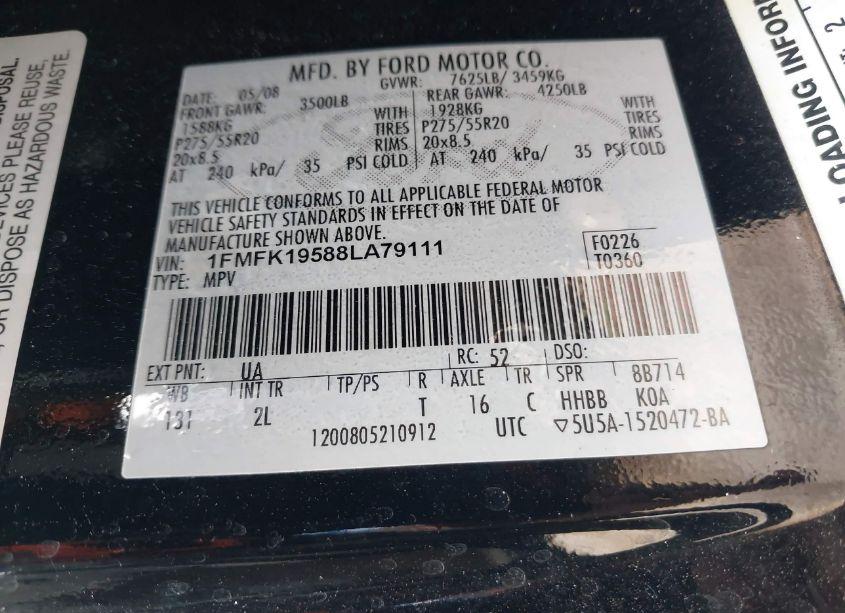 DISPOSAL.
DEVICES PLEASE REUSE,
OR DISPOSE AS HAZARDOUS WASTE.
MFD. BY FORD MOTOR CO.
DATE: 05/08 GVWR: 7625LB/ 3459KG
FRONT GAWR: 3500LB REAR GAWR: 4250LB
1588KG WITH 1928KG WITH
P275/55R20 TIRES P275/55R20 TIRES
20x8.5 RIMS 20x8.5 RIMS
AT 240 kPa/ 35 PSI COLD AT 240 kPa/ 35 PSI COLD
THIS VEHICLE CONFORMS TO ALL APPLICABLE FEDERAL MOTOR
VEHICLE SAFETY STANDARDS IN EFFECT ON THE DATE OF
MANUFACTURE SHOWN ABOVE.
VIN: 1FMFK19588LA79111 F0226
TYPE: MPV T0360
EXT PNT: UA RC: 52 DSO:
WB INT TR TP/PS R AXLE TR SPR 8B714
131 2L T 16 C HHBB KOA
1200805210912 UTC ▽5U5A-1520472-BA
LOADING INFOR
2